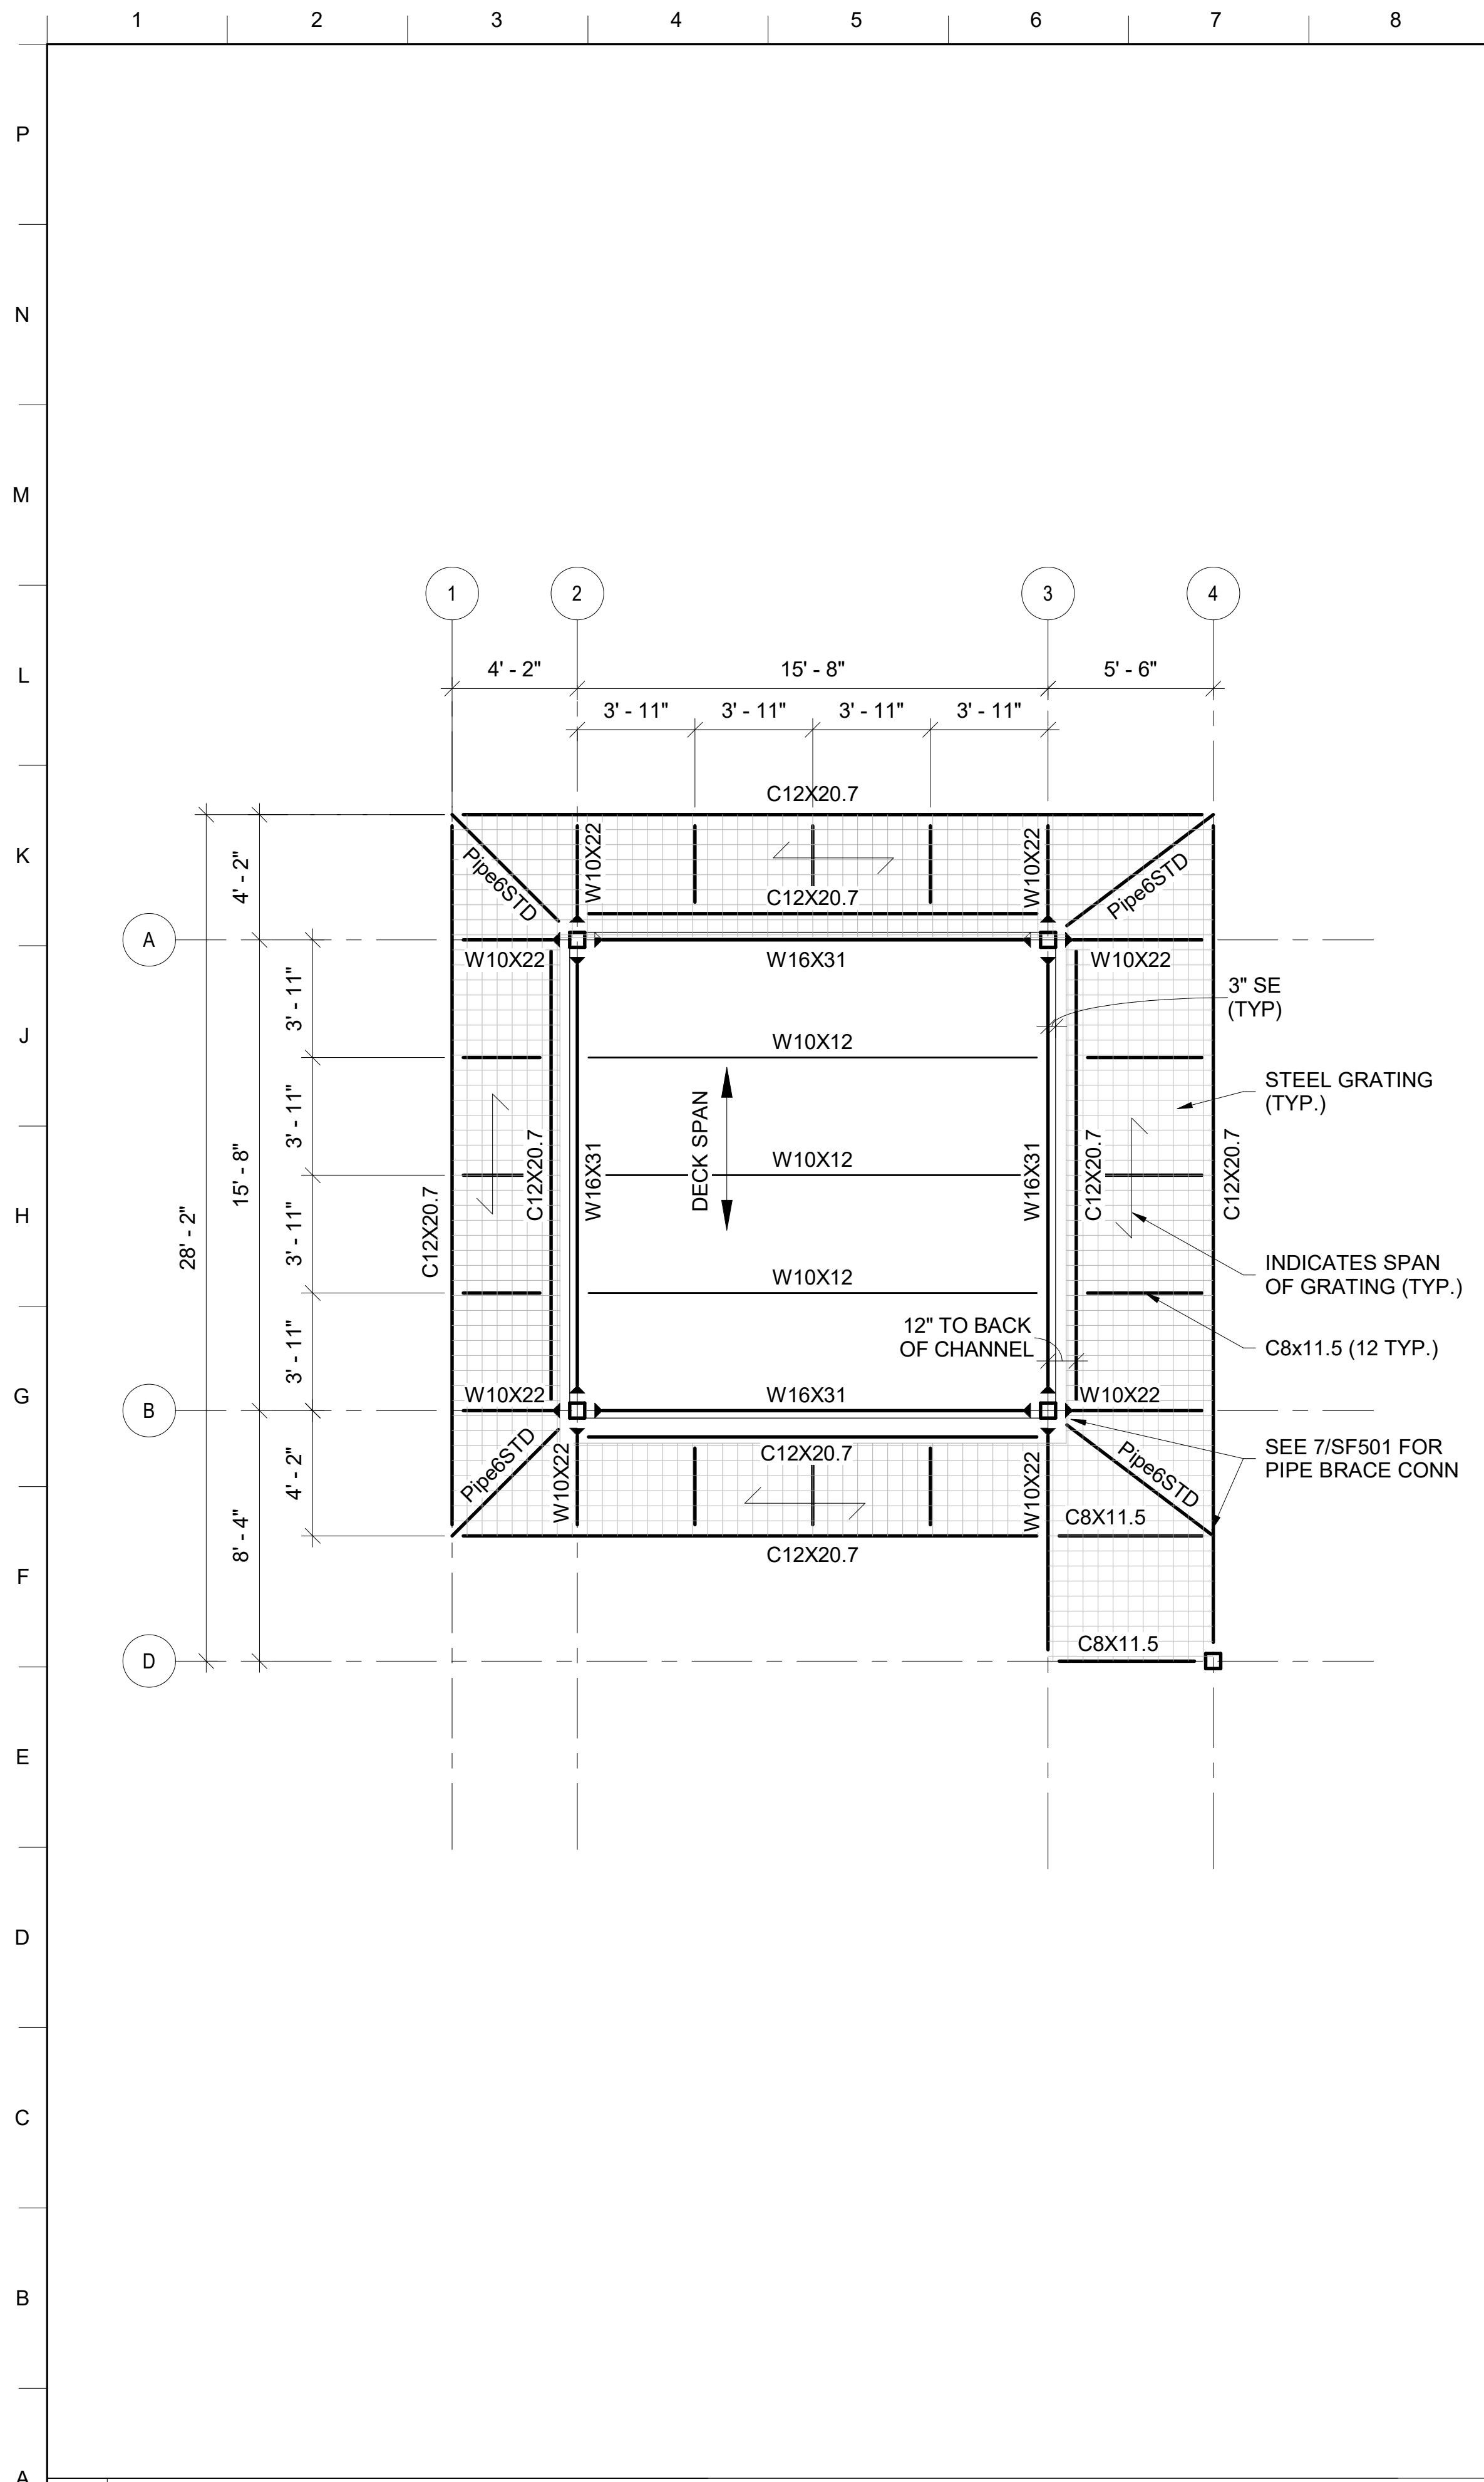 1 2 3 4 5 6 7 8
P
N
M
1 2 3 4
L
4' - 2" 15' - 8" 5' - 6"
3' - 11" 3' - 11" 3' - 11" 3' - 11"
C12X20.7
K
4' - 2"
Pipe6STD
W10X22
W10X22
Pipe6STD
C12X20.7
A
W10X22 W16X31 W10X22
3" SE
(TYP)
3' - 11"
J
W10X12
STEEL GRATING
(TYP.)
3' - 11"
DECK SPAN
C12X20.7
W16X31
W10X12
W16X31
C12X20.7
C12X20.7
15' - 8"
H
28' - 2"
C12X20.7
3' - 11"
INDICATES SPAN
OF GRATING (TYP.)
W10X12
12" TO BACK
OF CHANNEL
C8x11.5 (12 TYP.)
3' - 11"
G
B
W10X22 W16X31 W10X22
SEE 7/SF501 FOR
PIPE BRACE CONN
4' - 2"
Pipe6STD
W10X22
C12X20.7
W10X22
Pipe6STD
C8X11.5
8' - 4"
C12X20.7
F
C8X11.5
D
E
D
C
B
A